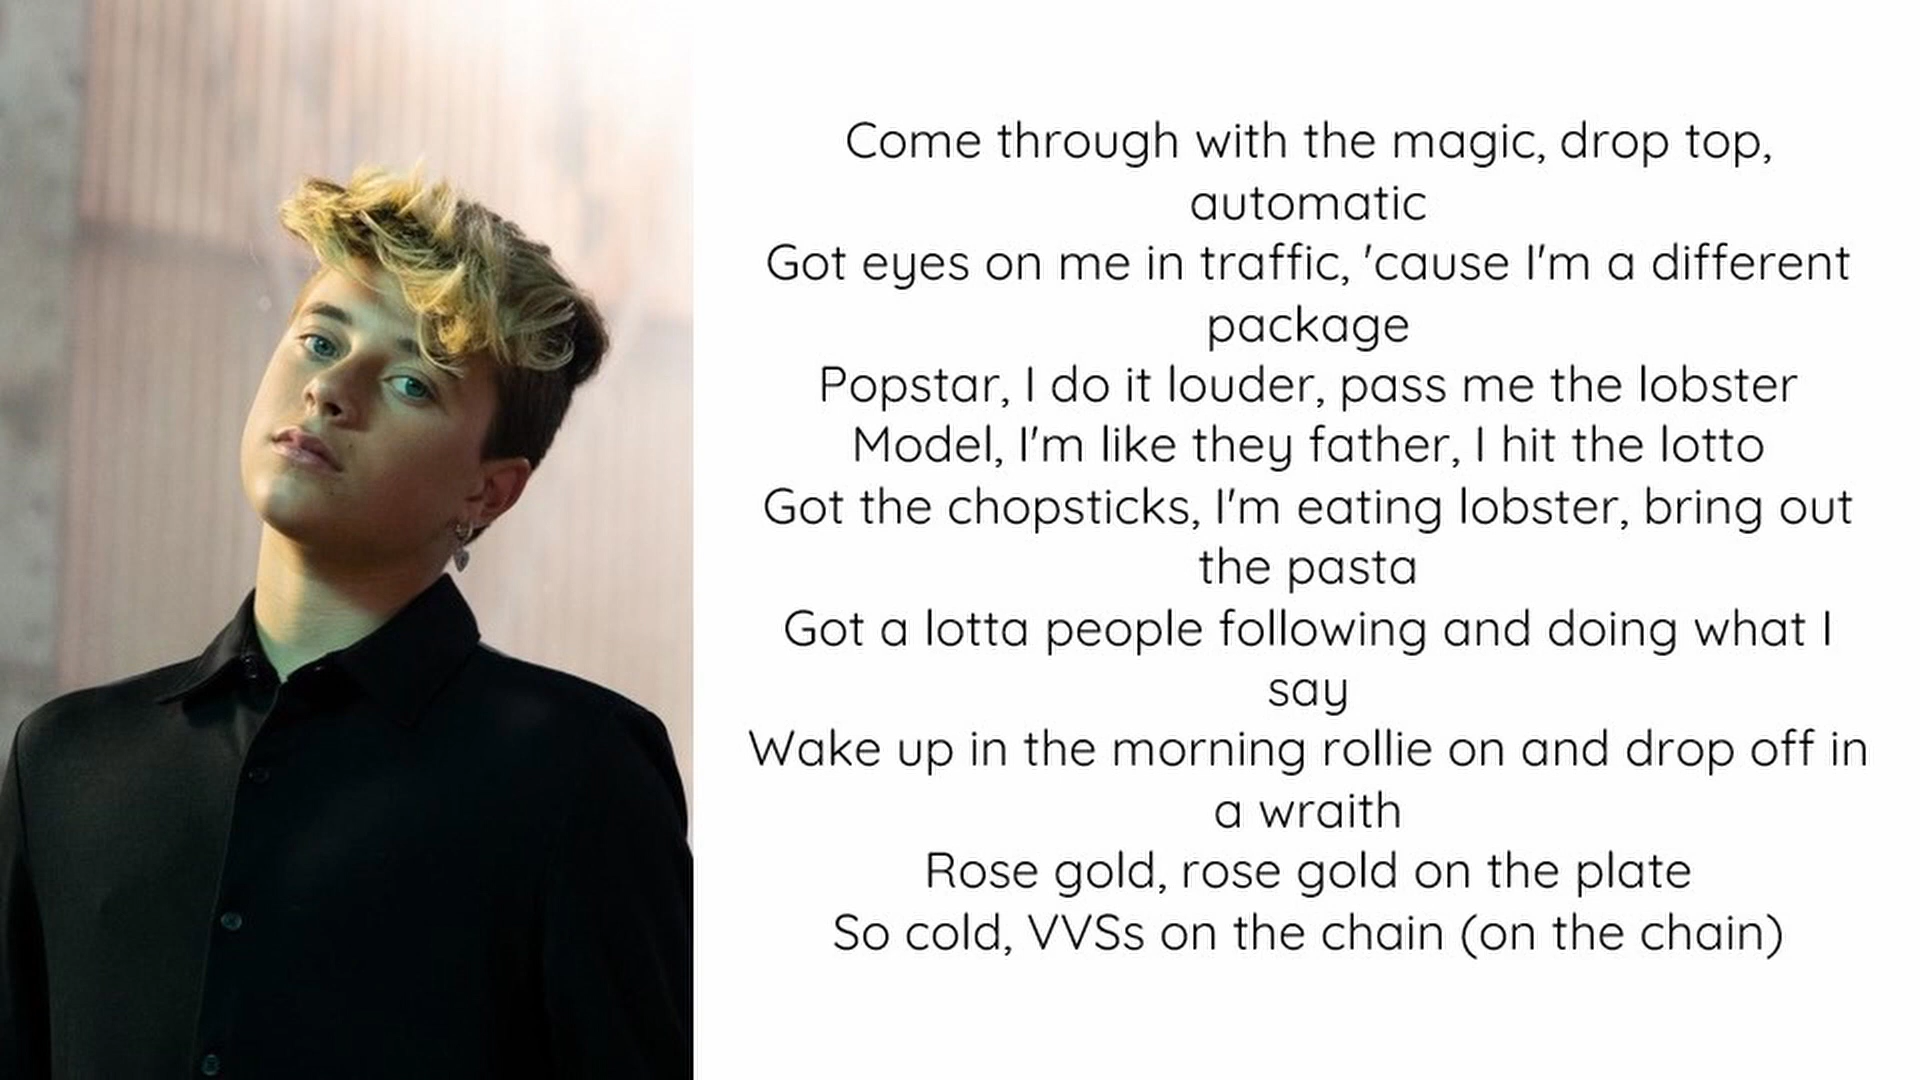 Come through with the magic, drop top,
automatic
Got eyes on me in traffic, 'cause I'm a different
package
Popstar, I do it louder, pass me the lobster
Model, I'm like they father, I hit the lotto
Got the chopsticks, I'm eating lobster, bring out
the pasta
Got a lotta people following and doing what I
say
Wake up in the morning rollie on and drop off in
a wraith
Rose gold, rose gold on the plate
So cold, VVSs on the chain (on the chain)